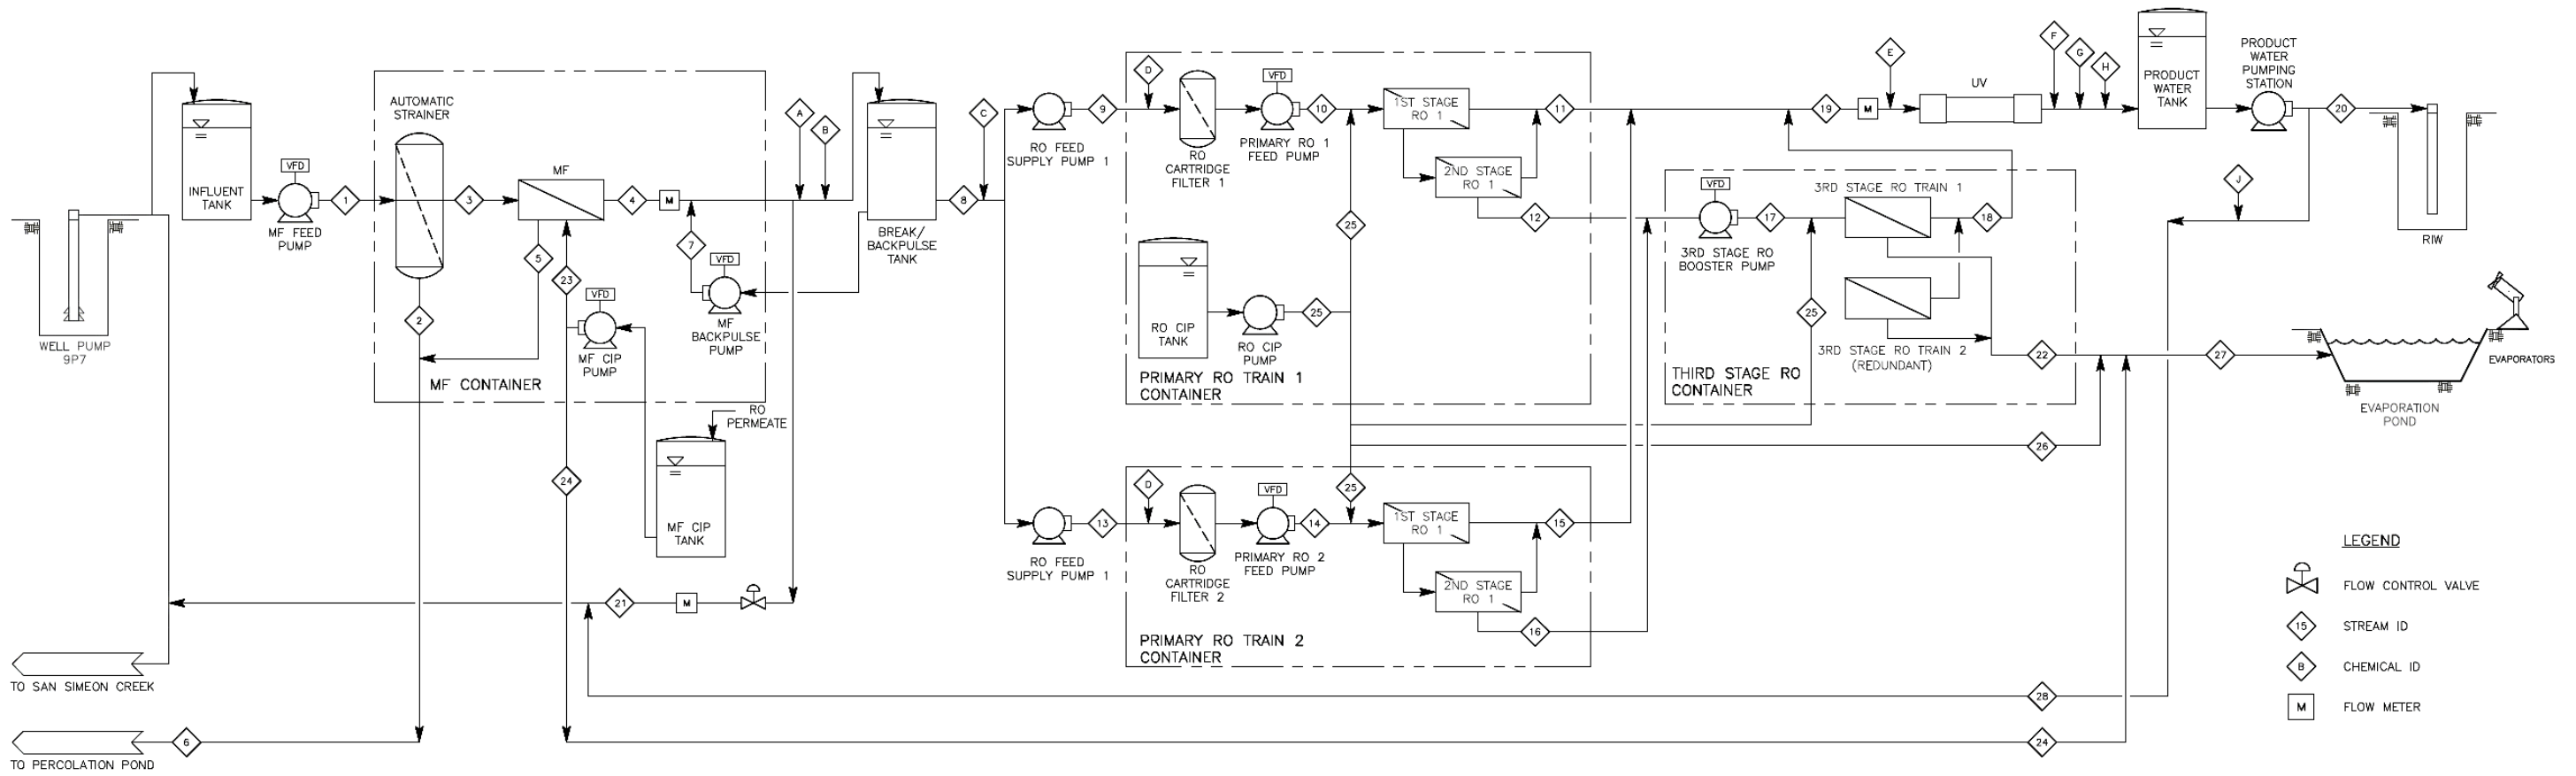 AUTOMATIC
STRAINER
INFLUENT
TANK
VFD
MF FEED
PUMP
1
3
MF
4
M
5
23
7
VFD
MF
BACKPULSE
PUMP
VFD
MF CIP
PUMP
2
MF CONTAINER
WELL PUMP
9P7
RO
PERMEATE
MF CIP
TANK
24
21
M
TO SAN SIMEON CREEK
6
TO PERCOLATION POND
A
B
BREAK/
BACKPULSE
TANK
8
C
RO FEED
SUPPLY PUMP 1
9
D
RO
CARTRIDGE
FILTER 1
VFD
PRIMARY RO 1
FEED PUMP
10
1ST STAGE
RO 1
11
2ND STAGE
RO 1
12
25
RO CIP
TANK
RO CIP
PUMP
25
PRIMARY RO TRAIN 1
CONTAINER
RO FEED
SUPPLY PUMP 1
13
D
RO
CARTRIDGE
FILTER 2
VFD
PRIMARY RO 2
FEED PUMP
14
25
1ST STAGE
RO 1
15
2ND STAGE
RO 1
16
PRIMARY RO TRAIN 2
CONTAINER
VFD
3RD STAGE RO
BOOSTER PUMP
17
3RD STAGE RO TRAIN 1
18
25
3RD STAGE RO TRAIN 2
(REDUNDANT)
THIRD STAGE RO
CONTAINER
22
26
28
24
19
M
E
UV
F
G
H
PRODUCT
WATER
TANK
PRODUCT
WATER
PUMPING
STATION
20
J
RIW
27
EVAPORATORS
EVAPORATION
POND
LEGEND
FLOW CONTROL VALVE
15
STREAM ID
B
CHEMICAL ID
M
FLOW METER